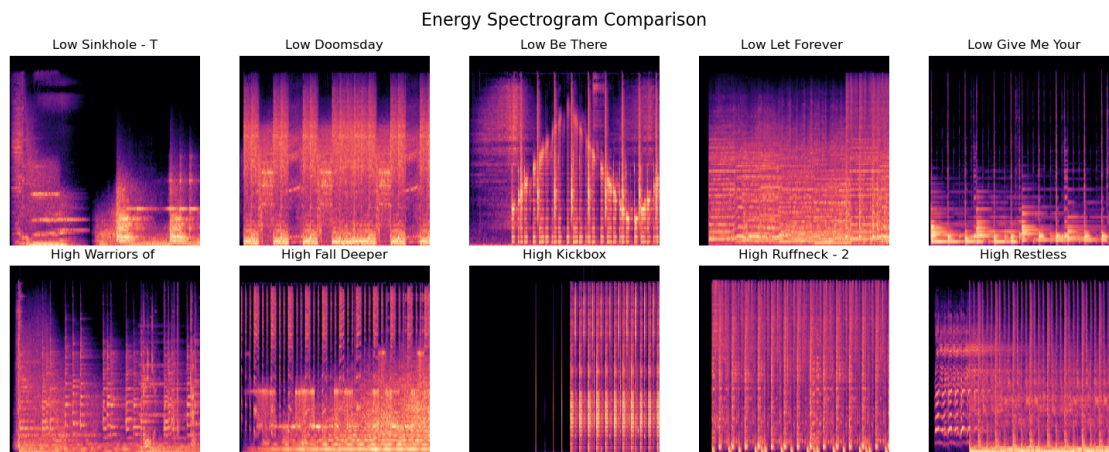 Energy Spectrogram Comparison
Low Sinkhole - T
Low Doomsday
Low Be There
Low Let Forever
Low Give Me Your
High Warriors of
High Fall Deeper
High Kickbox
High Ruffneck - 2
High Restless